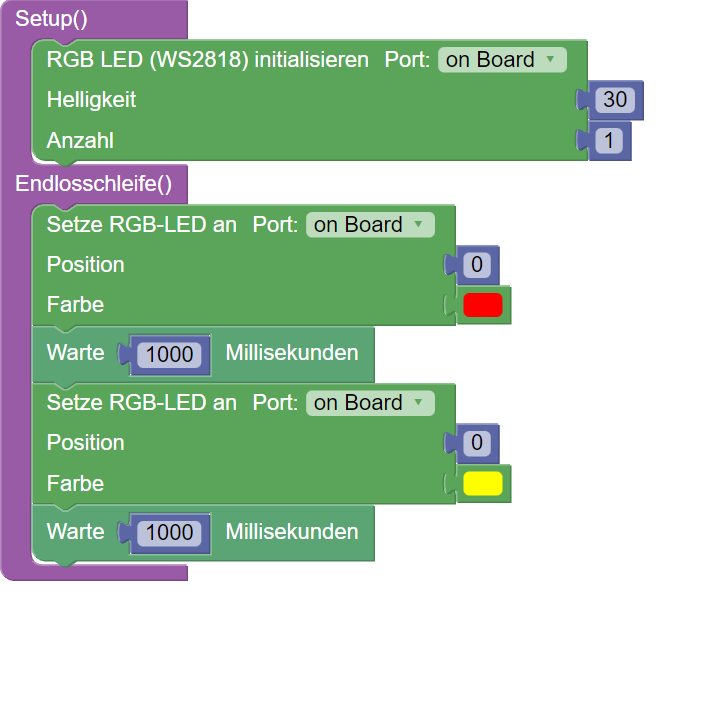 Setup()
RGB LED (WS2818) initialisieren Port: on Board
Helligkeit 30
Anzahl 1
Endlosschleife()
Setze RGB-LED an Port: on Board
Position 0
Farbe
Warte 1000 Millisekunden
Setze RGB-LED an Port: on Board
Position 0
Farbe
Warte 1000 Millisekunden